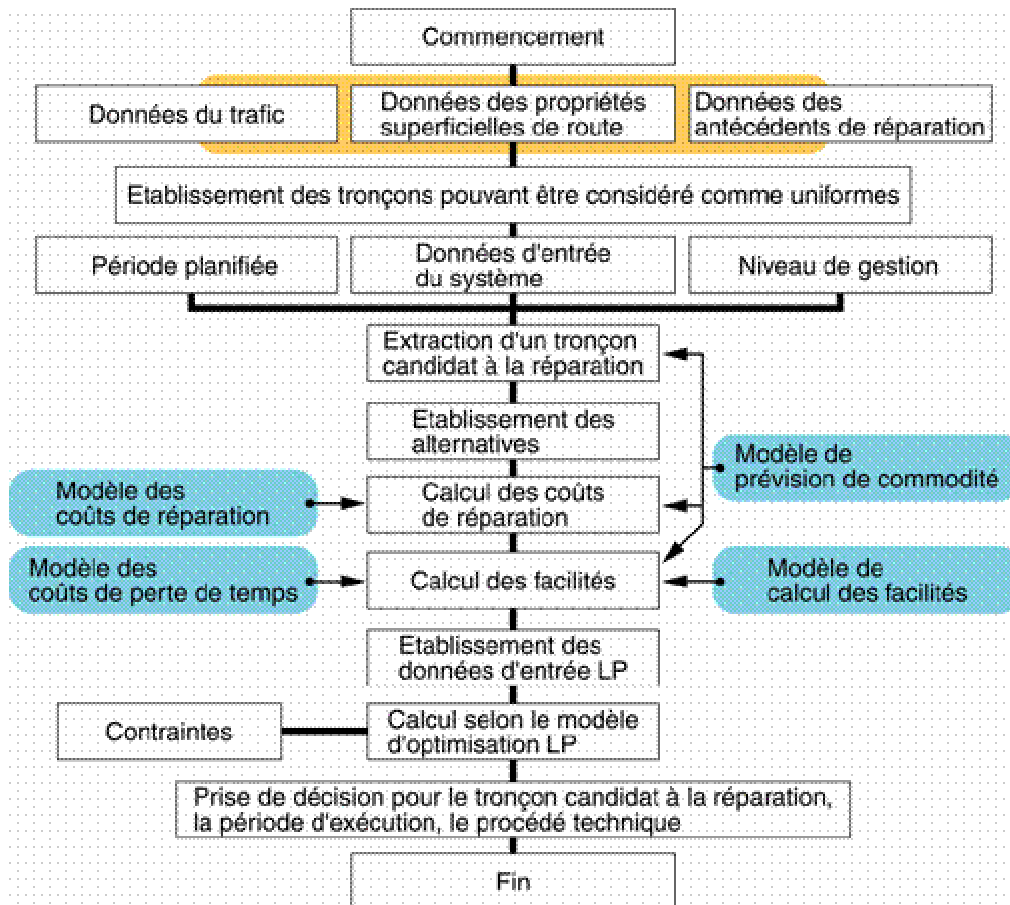 Commencement
Données du trafic
Données des propriétés
superficielles de route
Données des
antécédents de réparation
Etablissement des tronçons pouvant être considéré comme uniformes
Période planifiée
Données d'entrée
du système
Niveau de gestion
Extraction d'un tronçon
candidat à la réparation
Etablissement des
alternatives
Modèle de
prévision de commodité
Modèle des
coûts de réparation
Calcul des coûts
de réparation
Modèle des
coûts de perte de temps
Calcul des facilités
Modèle de
calcul des facilités
Etablissement des
données d'entrée LP
Contraintes
Calcul selon le modèle
d'optimisation LP
Prise de décision pour le tronçon candidat à la réparation,
la période d'exécution, le procédé technique
Fin